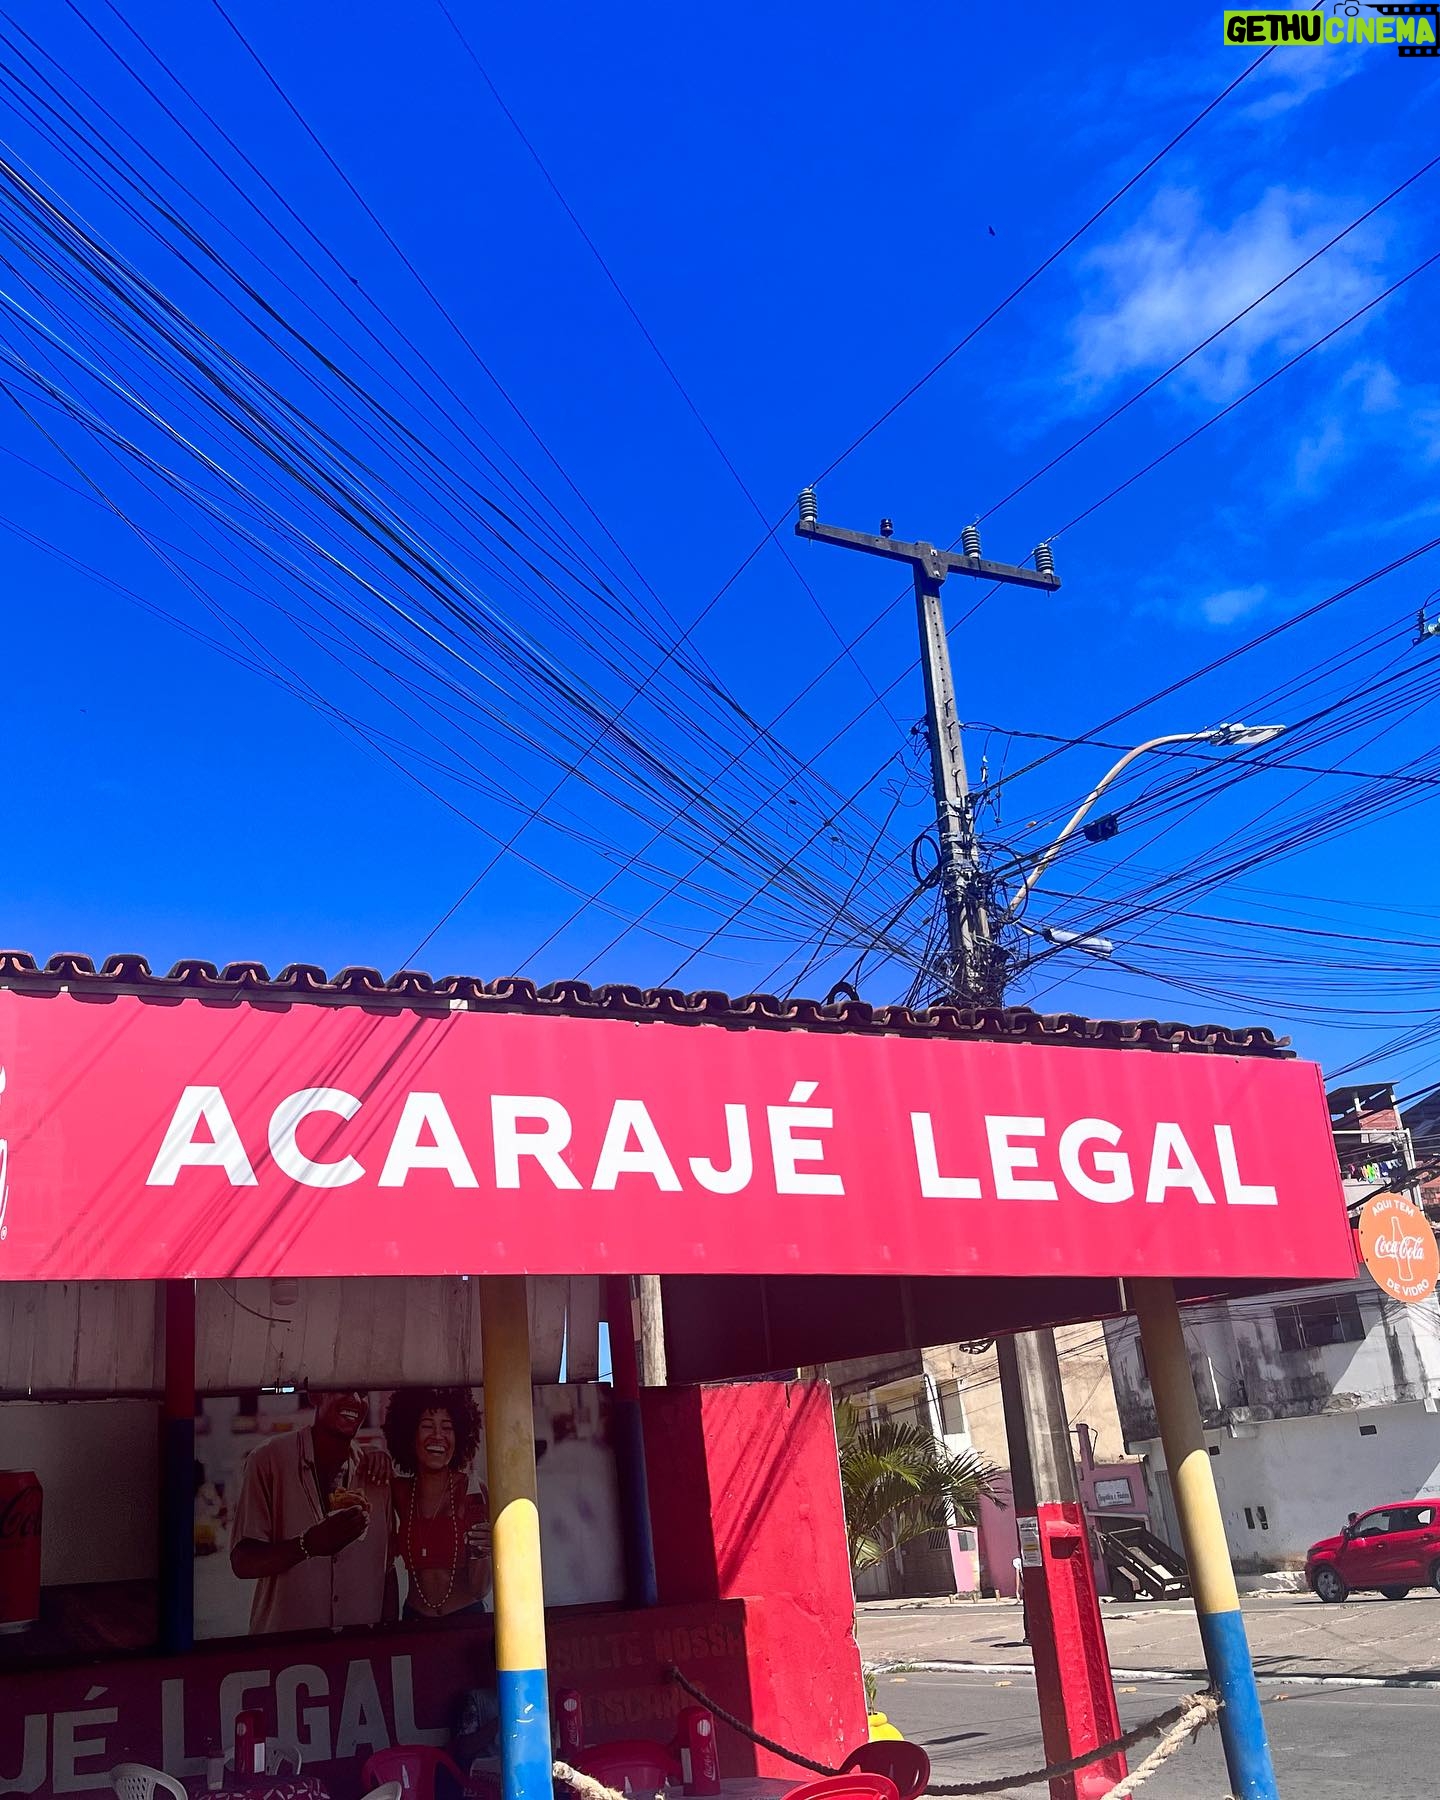 GETHUCINEMA
ACARAJÉ LEGAL
AQUI TEM
Coca-Cola
DE VIDRO
JÉ LEGAL